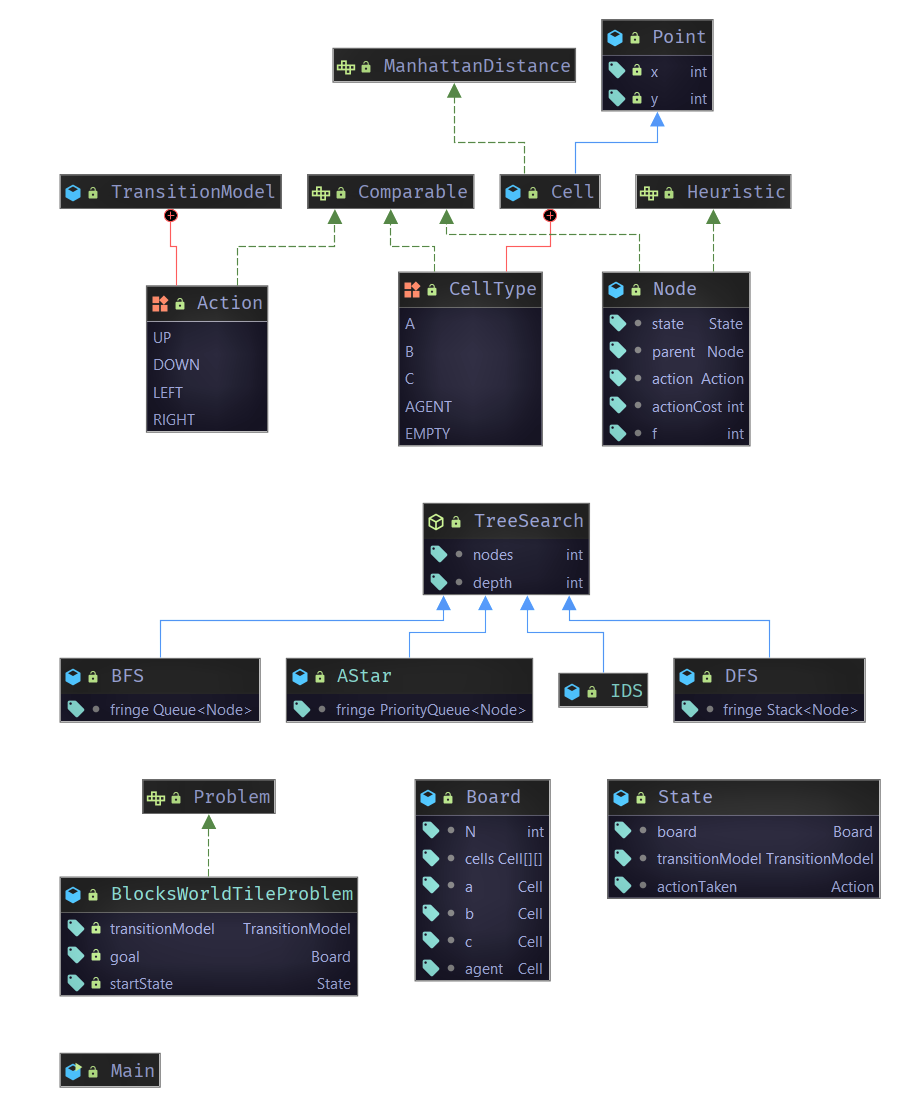 Point
x int
y int
ManhattanDistance
TransitionModel
Comparable
Cell
Heuristic
Action
UP
DOWN
LEFT
RIGHT
CellType
A
B
C
AGENT
EMPTY
Node
state State
parent Node
action Action
actionCost int
f int
TreeSearch
nodes int
depth int
BFS
fringe Queue<Node>
AStar
fringe PriorityQueue<Node>
IDS
DFS
fringe Stack<Node>
Problem
BlocksWorldTileProblem
transitionModel TransitionModel
goal Board
startState State
Board
N int
cells Cell[][]
a Cell
b Cell
c Cell
agent Cell
State
board Board
transitionModel TransitionModel
actionTaken Action
Main